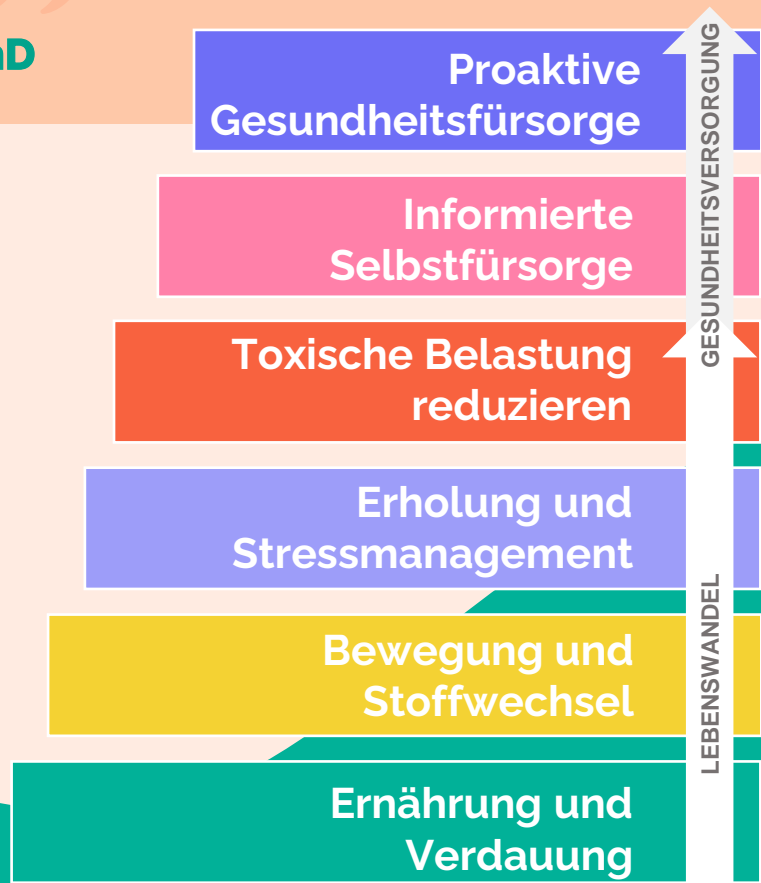 Proaktive
Gesundheitsfürsorge
Informierte
Selbstfürsorge
Toxische Belastung
reduzieren
Erholung und
Stressmanagement
Bewegung und
Stoffwechsel
Ernährung und
Verdauung
GESUNDHEITSVERSORGUNG
LEBENSWANDEL